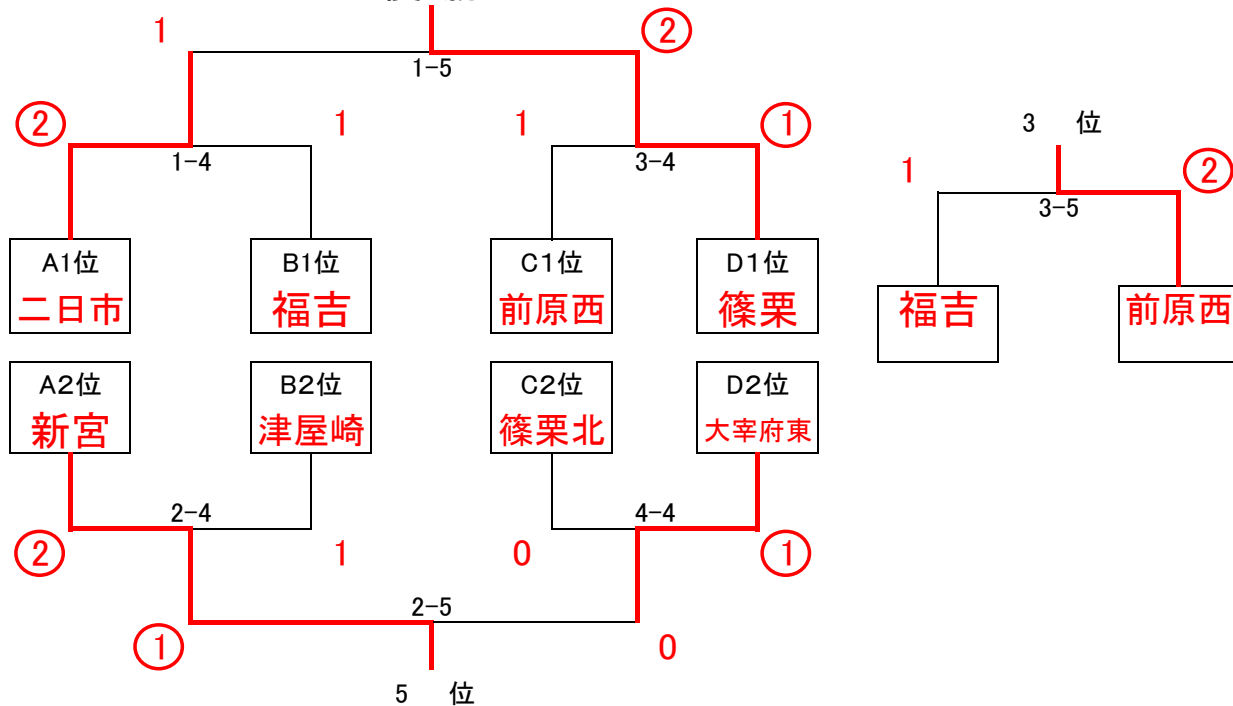 1
②
1-5
②
1
1
①
3 位
1-4
3-4
1
②
3-5
A1位
B1位
C1位
D1位
二日市
福吉
前原西
篠栗
福吉
前原西
A2位
B2位
C2位
D2位
新宮
津屋崎
篠栗北
大宰府東
2-4
4-4
②
1
0
①
2-5
①
0
5 位